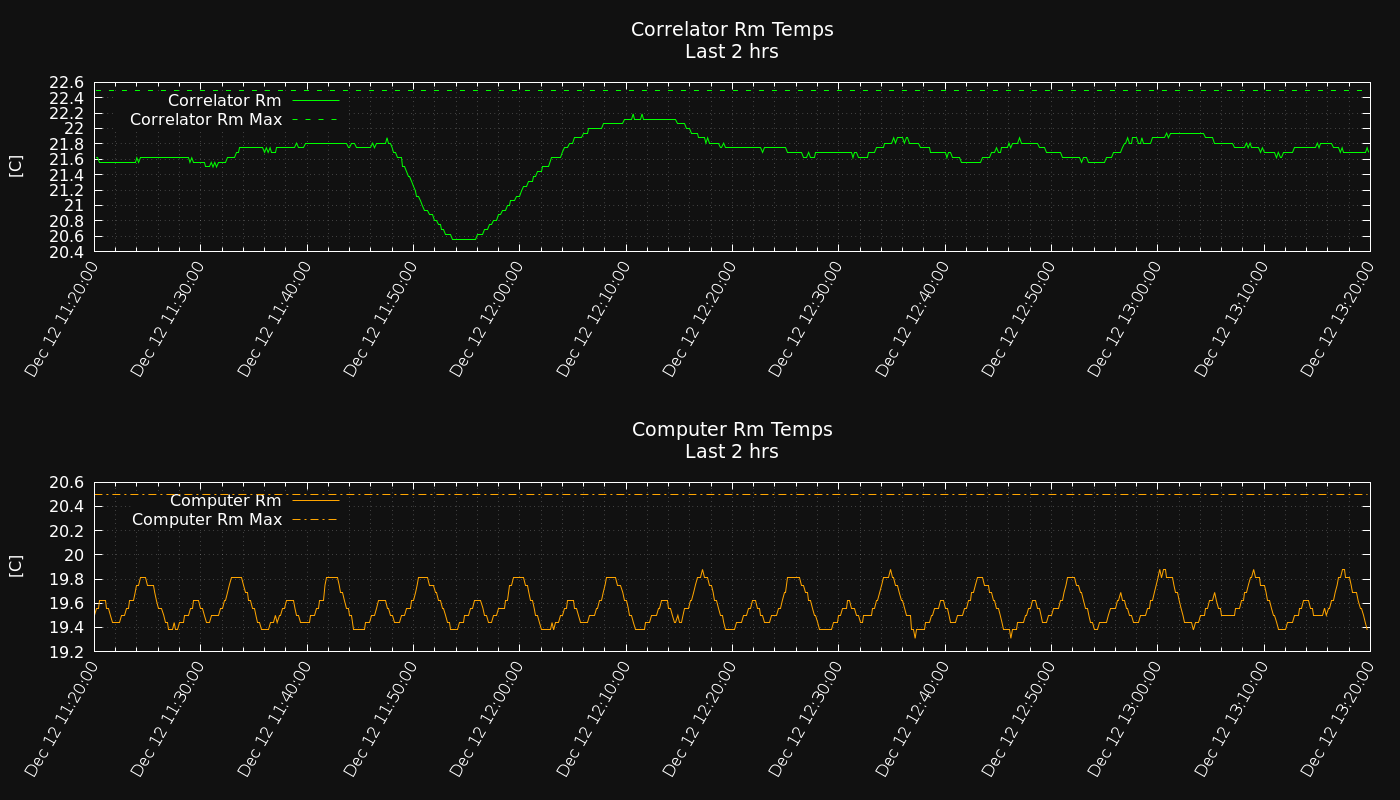 Correlator Rm Temps
Last 2 hrs
22.6
22.4
22.2
22
21.8
21.6
21.4
21.2
21
20.8
20.6
20.4
[C]
Correlator Rm
Correlator Rm Max
Dec 12 11:20:00
Dec 12 11:30:00
Dec 12 11:40:00
Dec 12 11:50:00
Dec 12 12:00:00
Dec 12 12:10:00
Dec 12 12:20:00
Dec 12 12:30:00
Dec 12 12:40:00
Dec 12 12:50:00
Dec 12 13:00:00
Dec 12 13:10:00
Dec 12 13:20:00
Computer Rm Temps
Last 2 hrs
20.6
20.4
20.2
20
19.8
19.6
19.4
19.2
[C]
Computer Rm
Computer Rm Max
Dec 12 11:20:00
Dec 12 11:30:00
Dec 12 11:40:00
Dec 12 11:50:00
Dec 12 12:00:00
Dec 12 12:10:00
Dec 12 12:20:00
Dec 12 12:30:00
Dec 12 12:40:00
Dec 12 12:50:00
Dec 12 13:00:00
Dec 12 13:10:00
Dec 12 13:20:00